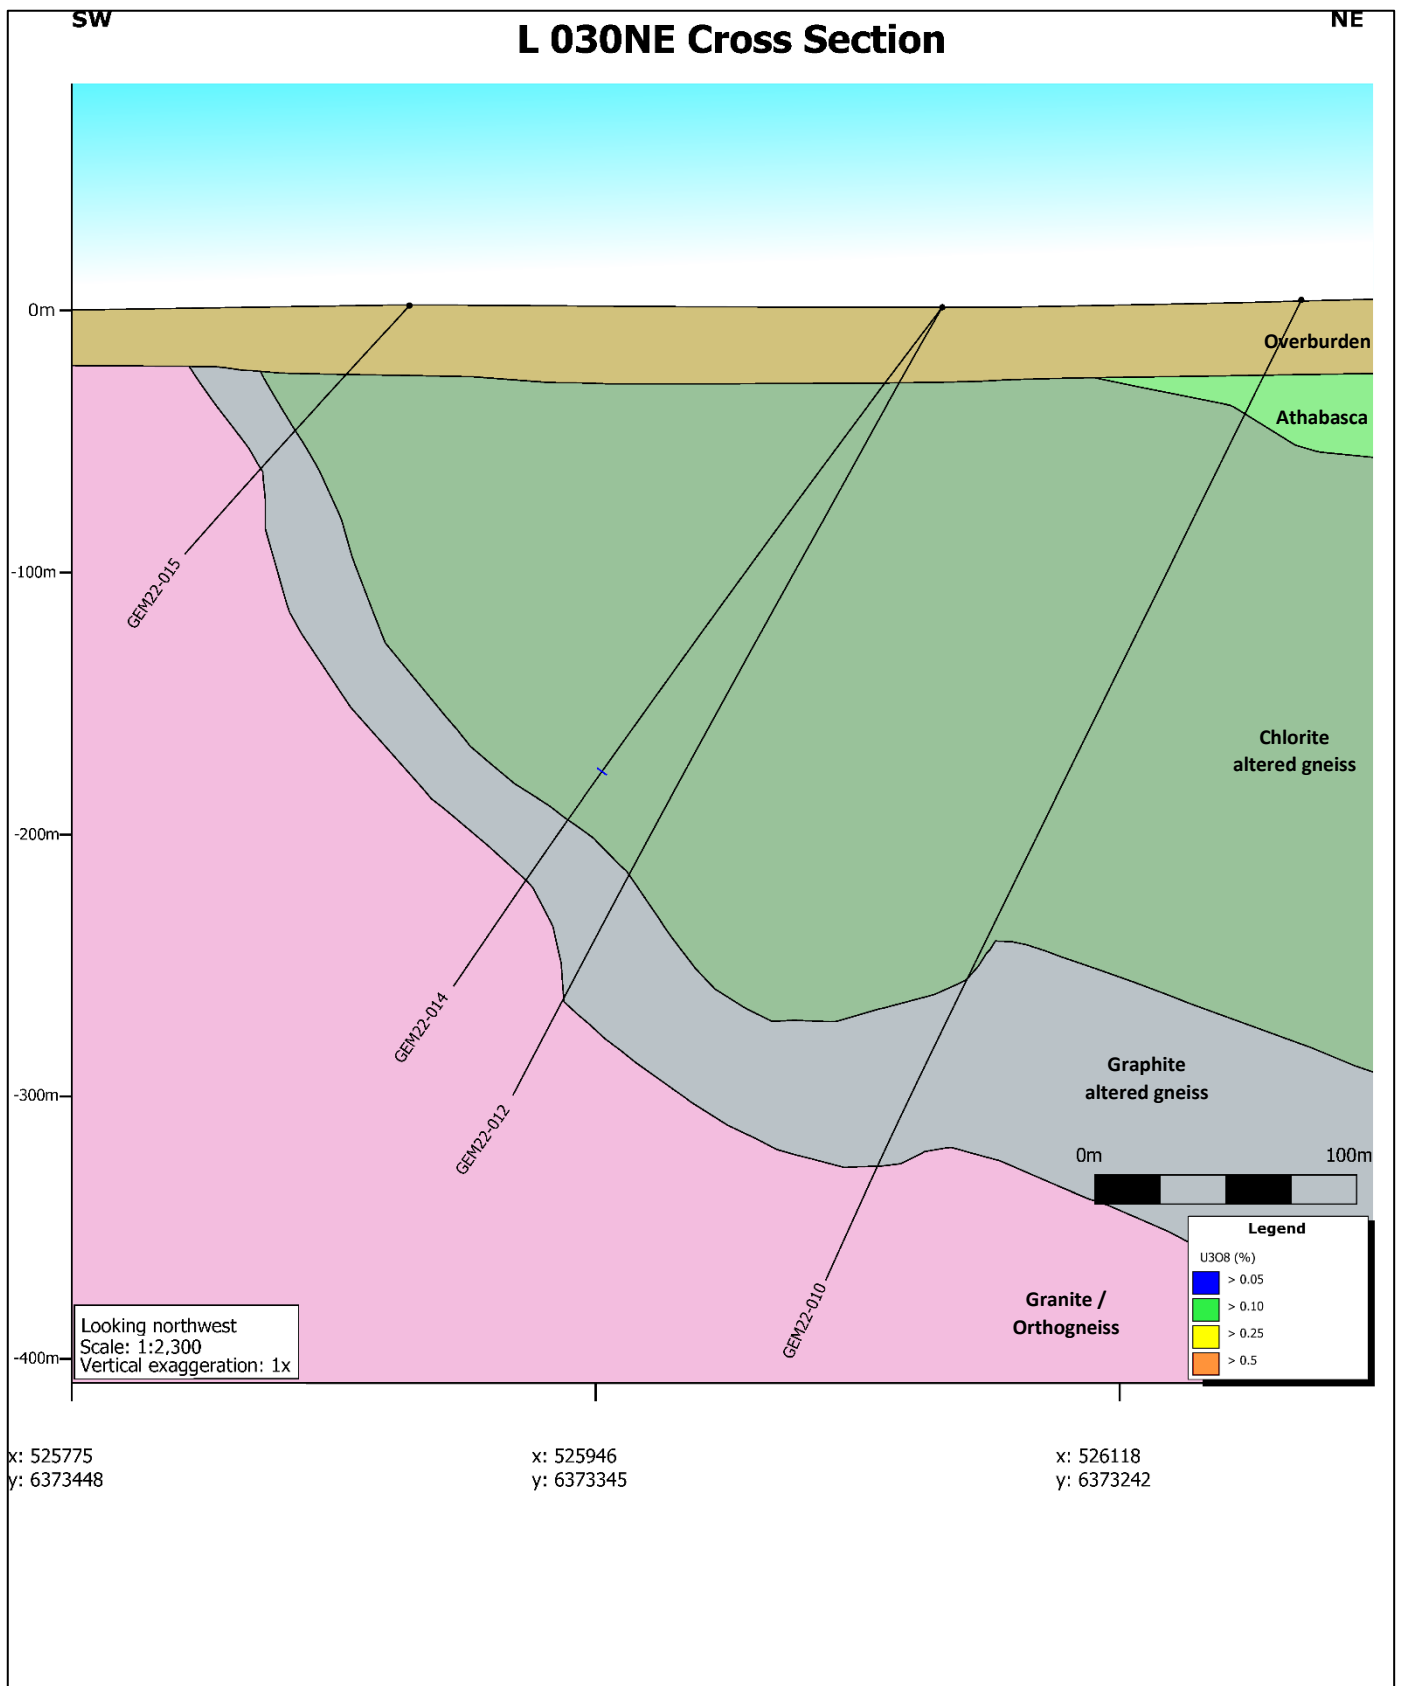 SW
NE
L 030NE Cross Section
0m
Overburden
Athabasca
-100m
GEM22-015
Chlorite
altered gneiss
-200m
GEM22-014
Graphite
altered gneiss
-300m
GEM22-012
0m 100m
Legend
U3O8 (%)
> 0.05
> 0.10
> 0.25
> 0.5
GEM22-010
Granite /
Orthogneiss
Looking northwest
Scale: 1:2,300
Vertical exaggeration: 1x
-400m
x: 525775
y: 6373448
x: 525946
y: 6373345
x: 526118
y: 6373242